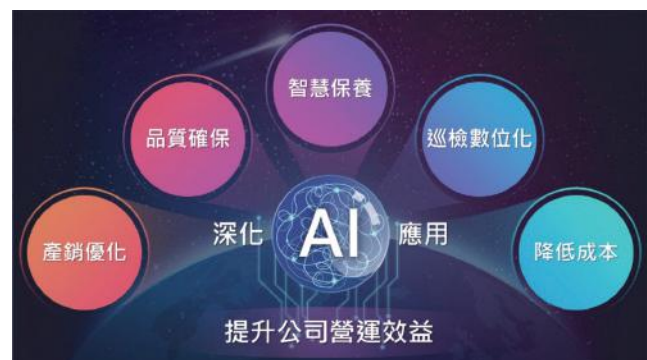 智慧保養
品質確保
巡檢數位化
產銷優化
深化 AI 應用
降低成本
提升公司營運效益